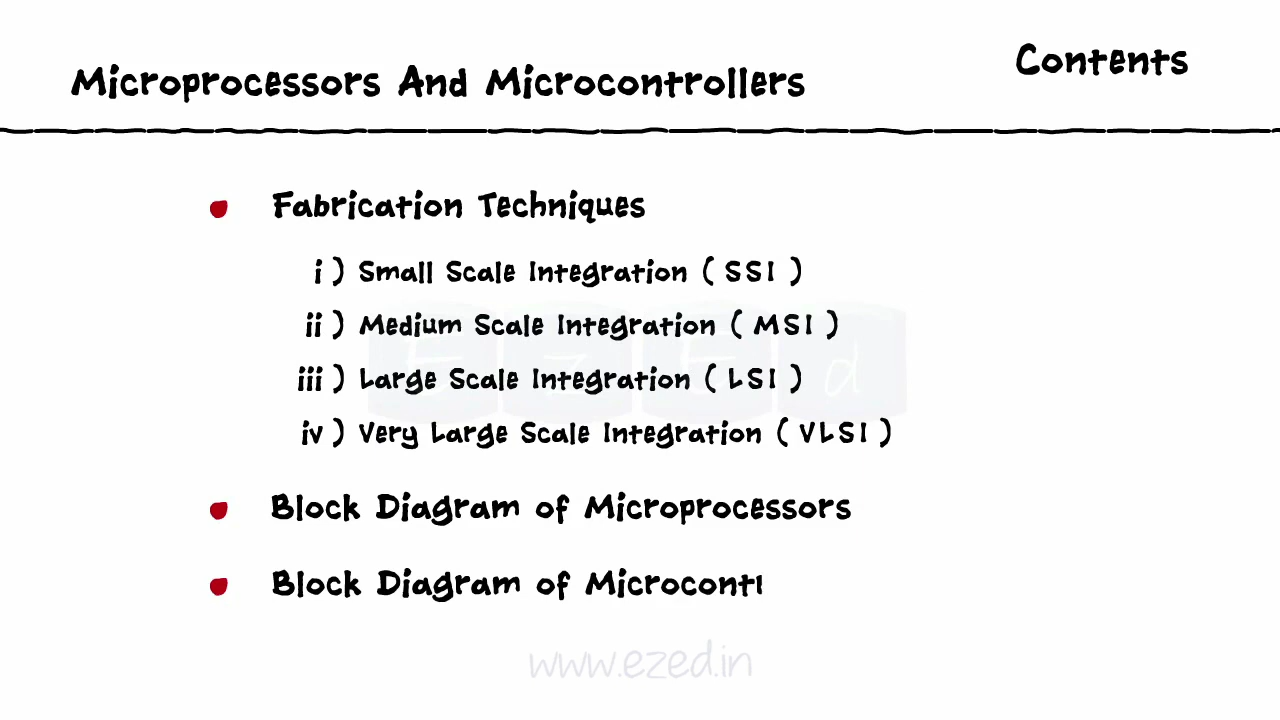 Contents
Microprocessors And Microcontrollers
Fabrication Techniques
i ) Small Scale Integration ( SSI )
ii ) Medium Scale Integration ( MSI )
iii ) Large Scale Integration ( LSI )
iv ) Very Large Scale Integration ( VLSI )
Block Diagram of Microprocessors
Block Diagram of Microcont
EzEd
www.ezed.in